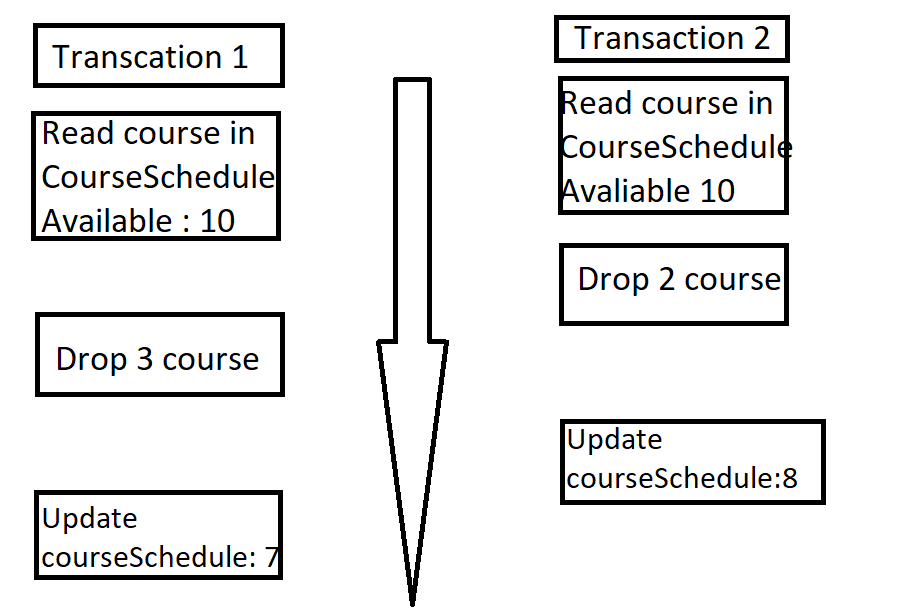 Transcation 1
Read course in
CourseSchedule
Available : 10
Drop 3 course
Update
courseSchedule: 7
Transaction 2
Read course in
CourseSchedule
Avaliable 10
Drop 2 course
Update
courseSchedule:8